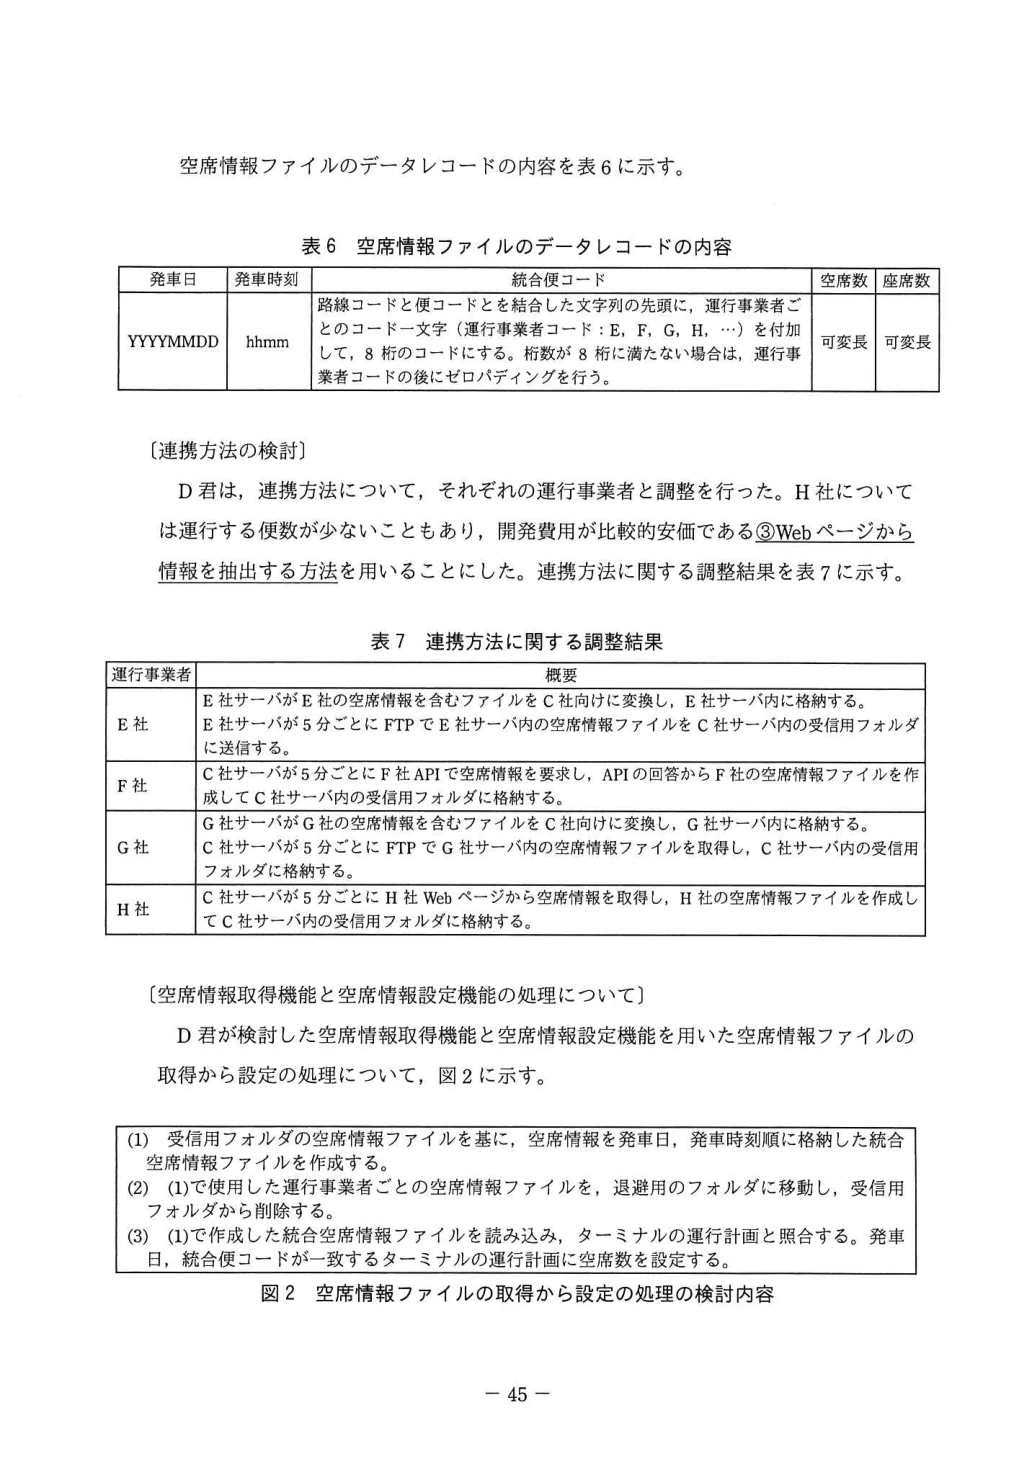 空席情報ファイルのデータレコードの内容を表6に示す。
表6　空席情報ファイルのデータレコードの内容
発車日　発車時刻　統合便コード　空席数　座席数
YYYYMMDD　hhmm　路線コードと便コードとを結合した文字列の先頭に，運行事業者ご
とのコード一文字（運行事業者コード：E，F，G，H，…）を付加
して，8桁のコードにする。桁数が8桁に満たない場合は，運行事
業者コードの後にゼロパディングを行う。　可変長　可変長
〔連携方法の検討〕
D君は，連携方法について，それぞれの運行事業者と調整を行った。H社について
は運行する便数が少ないこともあり，開発費用が比較的安価である③Webページから
情報を抽出する方法を用いることにした。連携方法に関する調整結果を表7に示す。
表7　連携方法に関する調整結果
運行事業者　概要
E社　E社サーバがE社の空席情報を含むファイルをC社向けに変換し，E社サーバ内に格納する。
E社サーバが5分ごとにFTPでE社サーバ内の空席情報ファイルをC社サーバ内の受信用フォルダ
に送信する。
F社　C社サーバが5分ごとにF社APIで空席情報を要求し，APIの回答からF社の空席情報ファイルを作
成してC社サーバ内の受信用フォルダに格納する。
G社　G社サーバがG社の空席情報を含むファイルをC社向けに変換し，G社サーバ内に格納する。
C社サーバが5分ごとにFTPでG社サーバ内の空席情報ファイルを取得し，C社サーバ内の受信用
フォルダに格納する。
H社　C社サーバが5分ごとにH社Webページから空席情報を取得し，H社の空席情報ファイルを作成し
てC社サーバ内の受信用フォルダに格納する。
〔空席情報取得機能と空席情報設定機能の処理について〕
D君が検討した空席情報取得機能と空席情報設定機能を用いた空席情報ファイルの
取得から設定の処理について，図2に示す。
(1)　受信用フォルダの空席情報ファイルを基に，空席情報を発車日，発車時刻順に格納した統合
空席情報ファイルを作成する。
(2)　(1)で使用した運行事業者ごとの空席情報ファイルを，退避用のフォルダに移動し，受信用
フォルダから削除する。
(3)　(1)で作成した統合空席情報ファイルを読み込み，ターミナルの運行計画と照合する。発車
日，統合便コードが一致するターミナルの運行計画に空席数を設定する。
図2　空席情報ファイルの取得から設定の処理の検討内容
－ 45 －